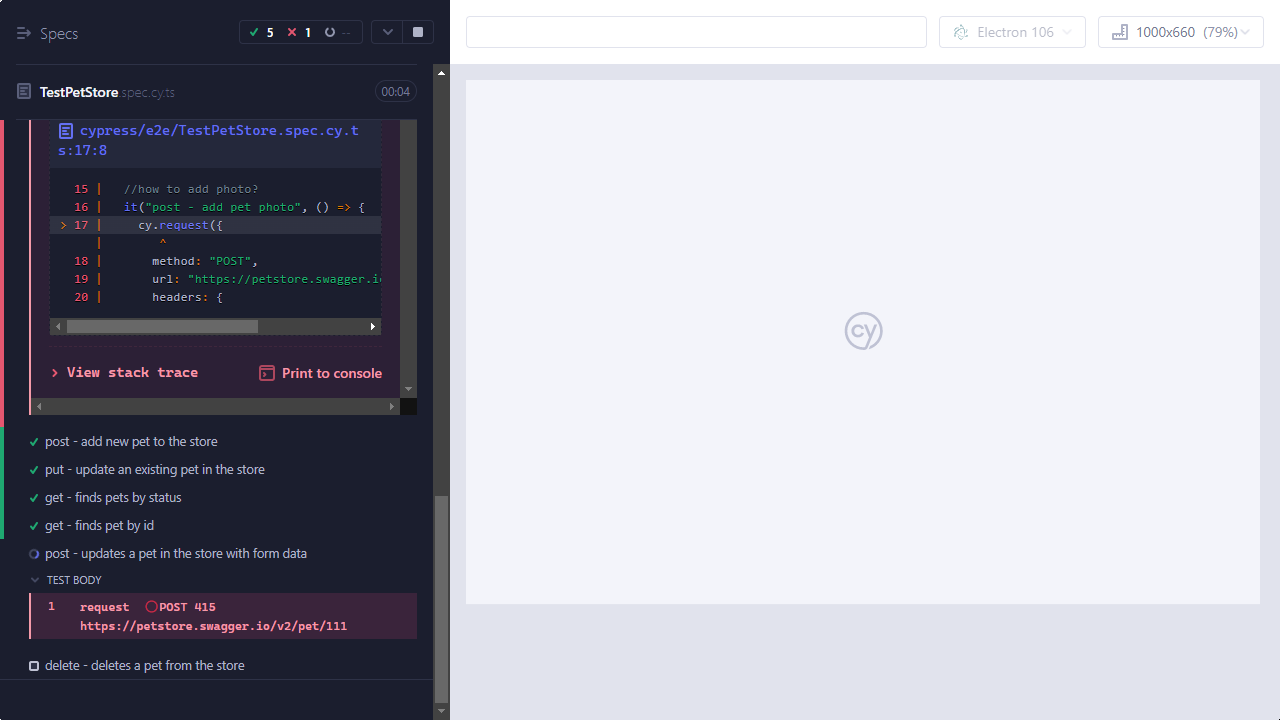 Specs
5 1 --
Electron 106
1000x660 (79%)
TestPetStore.spec.cy.ts
00:04
cypress/e2e/TestPetStore.spec.cy.t
s:17:8
15 | //how to add photo?
16 | it("post - add pet photo", () => {
> 17 | cy.request({
| ^
18 | method: "POST",
19 | url: "https://petstore.swagger.io
20 | headers: {
> View stack trace
Print to console
post - add new pet to the store
put - update an existing pet in the store
get - finds pets by status
get - finds pet by id
post - updates a pet in the store with form data
TEST BODY
1 request POST 415
https://petstore.swagger.io/v2/pet/111
delete - deletes a pet from the store
cy